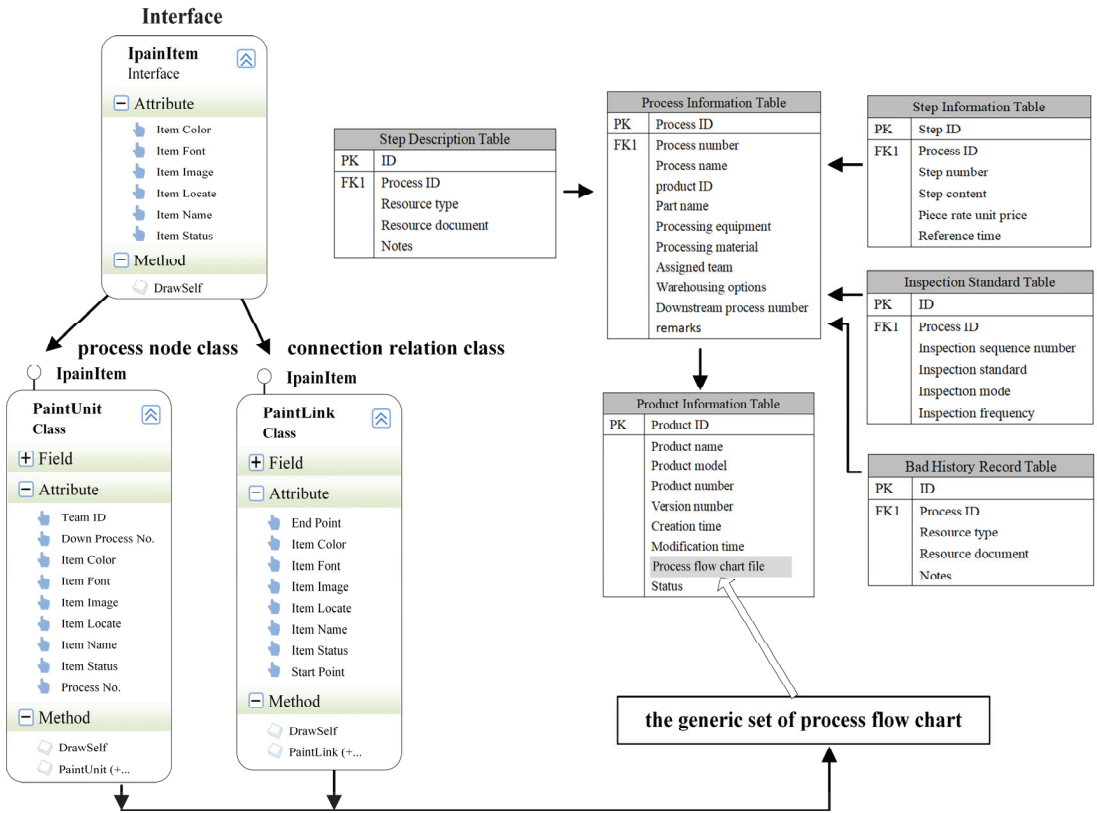 Interface
IpainItem
Interface
Attribute
Item Color
Item Font
Item Image
Item Locate
Item Name
Item Status
Method
DrawSelf
process node class
connection relation class
IpainItem
IpainItem
PaintUnit
Class
Field
Attribute
Team ID
Down Process No.
Item Color
Item Font
Item Image
Item Locate
Item Name
Item Status
Process No.
Method
DrawSelf
PaintUnit (+...
PaintLink
Class
Field
Attribute
End Point
Item Color
Item Font
Item Image
Item Locate
Item Name
Item Status
Start Point
Method
DrawSelf
PaintLink (+...
Step Description Table
PK ID
FK1 Process ID
Resource type
Resource document
Notes
Process Information Table
PK Process ID
FK1 Process number
Process name
product ID
Part name
Processing equipment
Processing material
Assigned team
Warehousing options
Downstream process number
remarks
Product Information Table
PK Product ID
Product name
Product model
Product number
Version number
Creation time
Modification time
Process flow chart file
Status
Step Information Table
PK Step ID
FK1 Process ID
Step number
Step content
Piece rate unit price
Reference time
Inspection Standard Table
PK ID
FK1 Process ID
Inspection sequence number
Inspection standard
Inspection mode
Inspection frequency
Bad History Record Table
PK ID
FK1 Process ID
Resource type
Resource document
Notes
the generic set of process flow chart